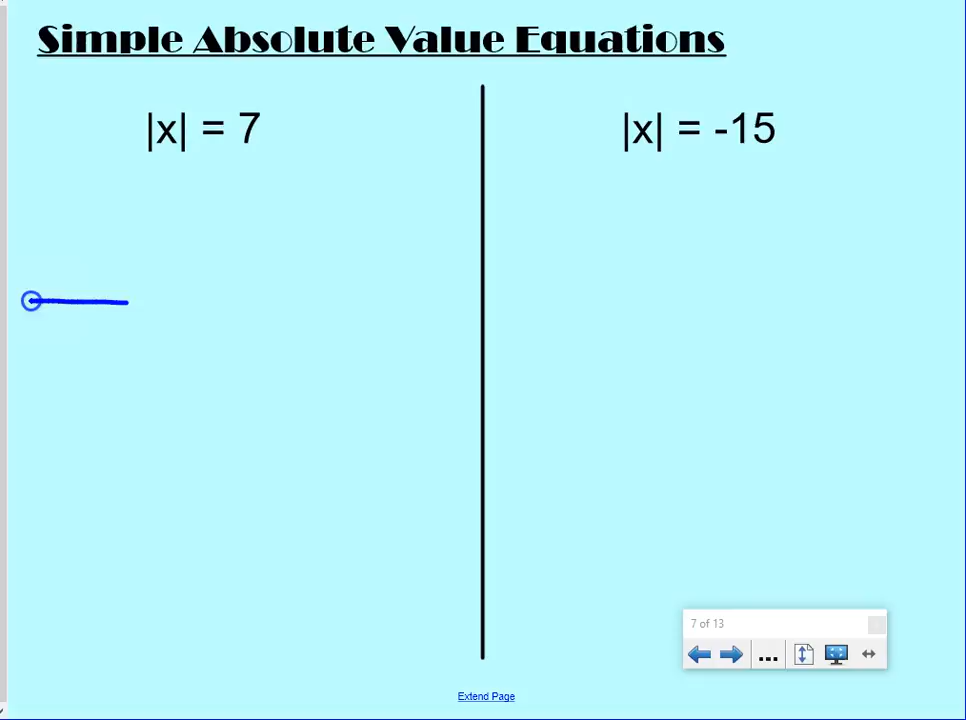 Simple Absolute Value Equations
|x| = 7
|x| = -15
7 of 13
Extend Page